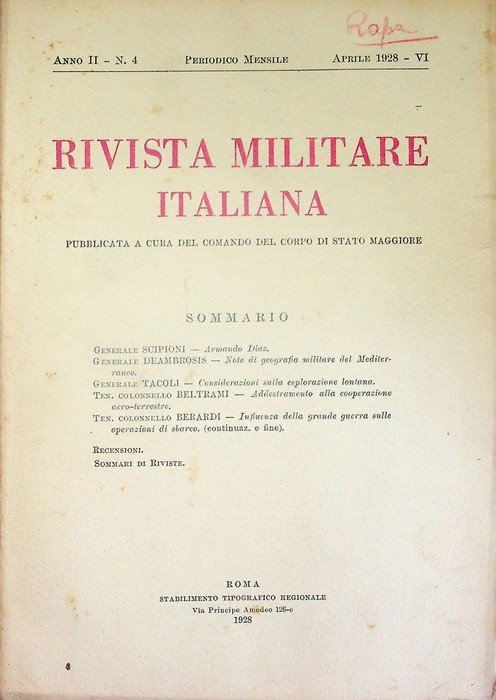 ANNO II - N. 4 PERIODICO MENSILE APRILE 1928 - VI
RIVISTA MILITARE
ITALIANA
PUBBLICATA A CURA DEL COMANDO DEL CORPO DI STATO MAGGIORE
SOMMARIO
GENERALE SCIPIONI — Armando Diaz.
GENERALE DEAMBROSIS — Note di geografia militare del Mediter-
raneo.
GENERALE TACOLI — Considerazioni sulla esplorazione lontana.
TEN. COLONNELLO BELTRAMI — Addestramento alla cooperazione
aero-terrestre.
TEN. COLONNELLO BERARDI — Influenza della grande guerra sulle
operazioni di sbarco. (continuaz. e fine).
RECENSIONI.
SOMMARI DI RIVISTE.
ROMA
STABILIMENTO TIPOGRAFICO REGIONALE
Via Principe Amedeo 126-c
1928